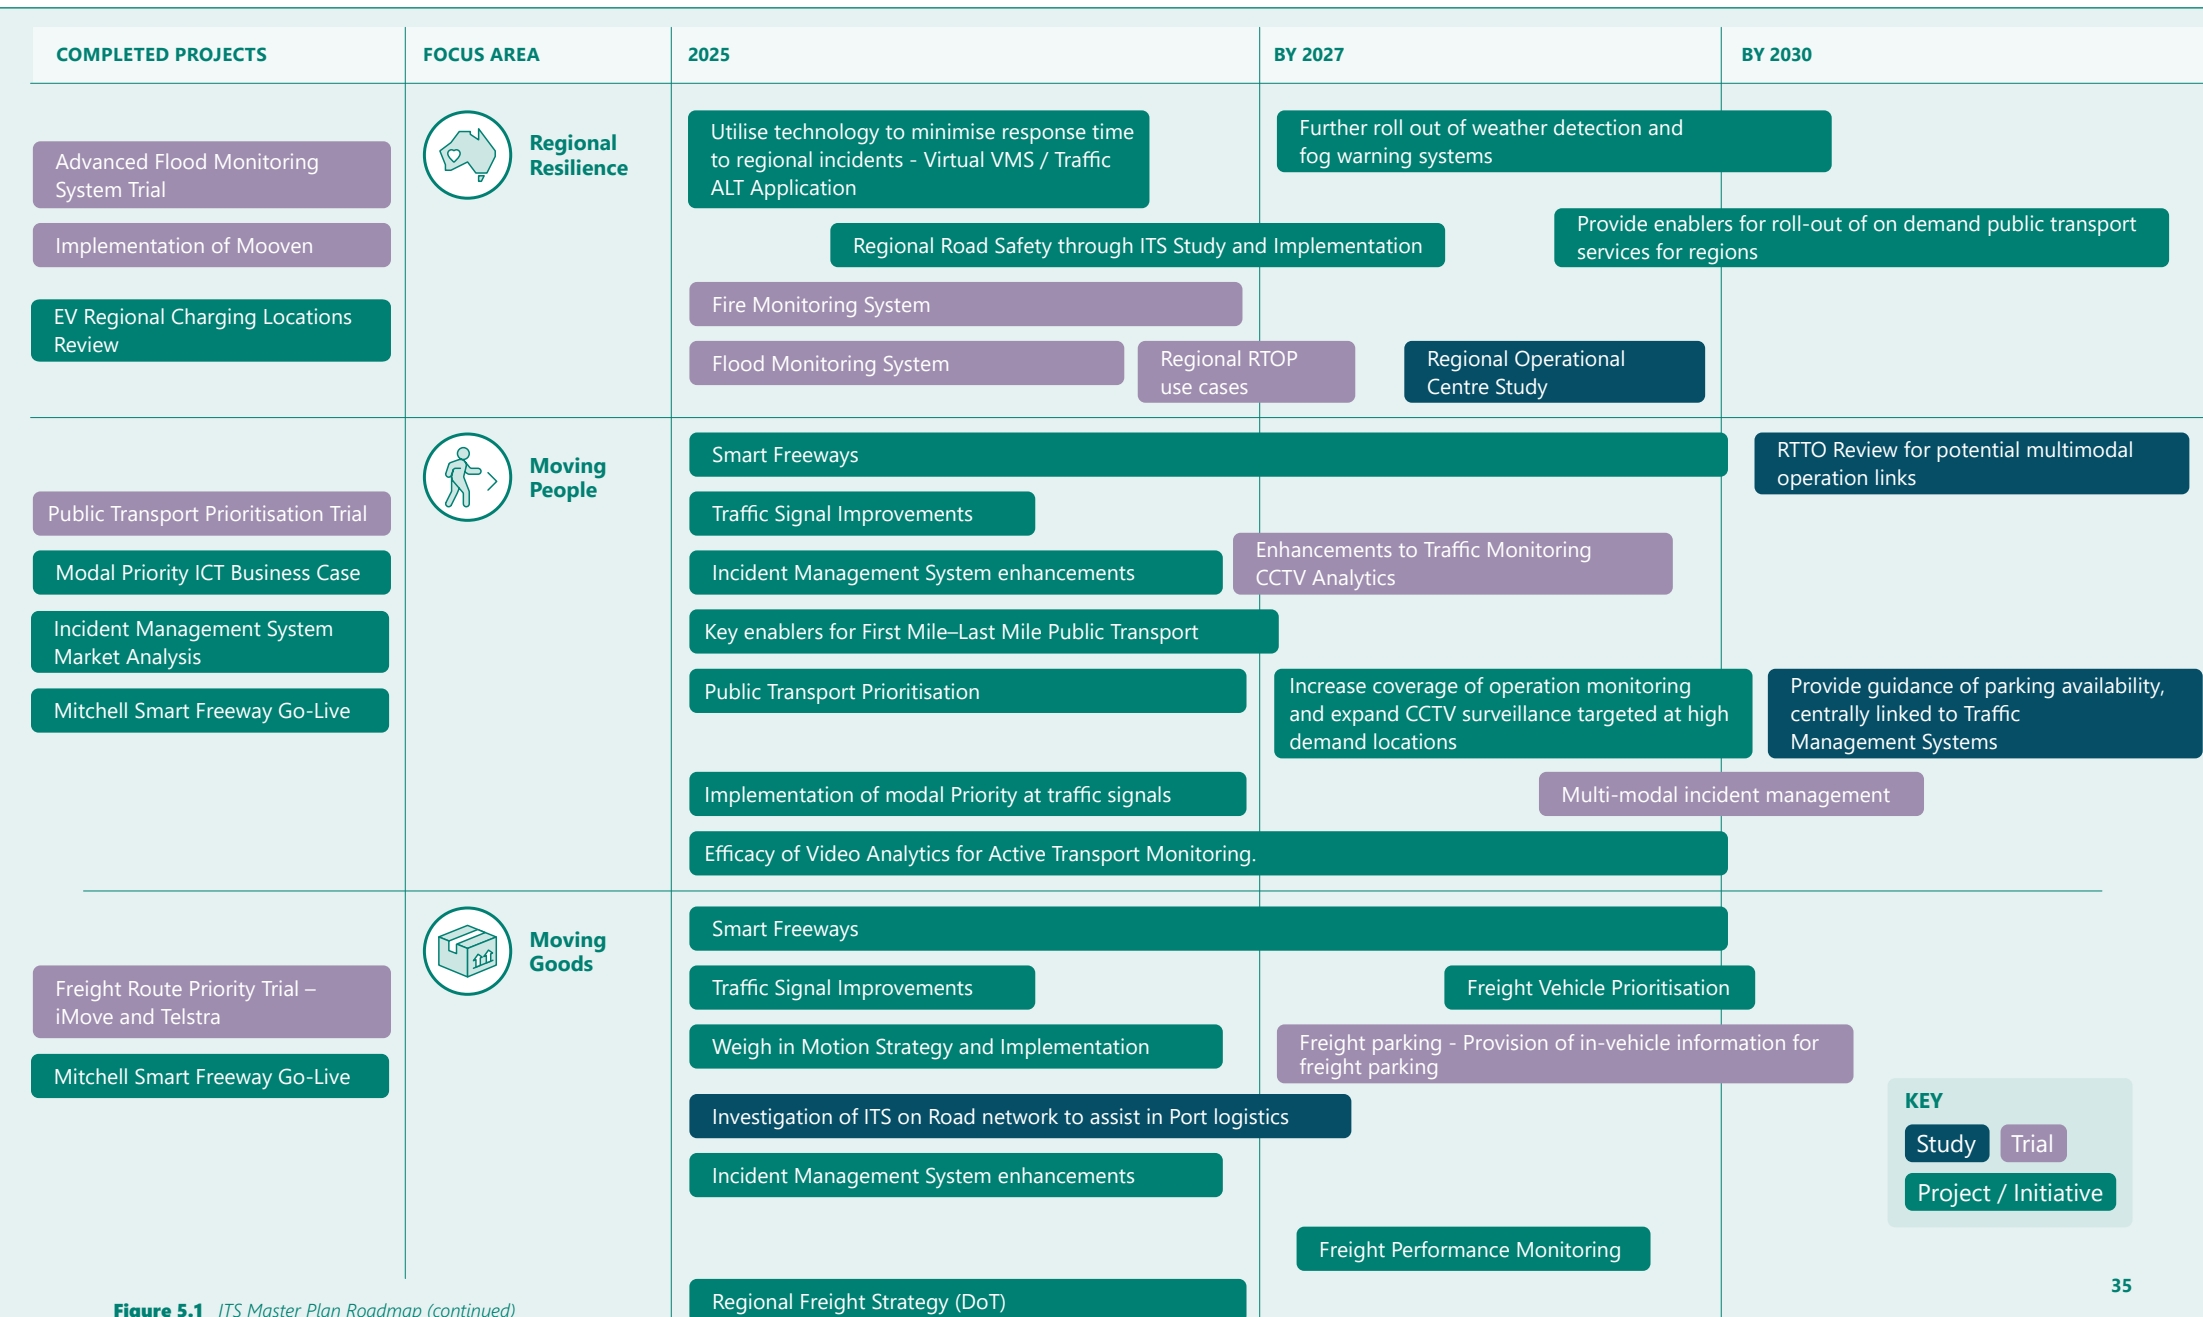 COMPLETED PROJECTS
FOCUS AREA
2025
BY 2027
BY 2030
Advanced Flood Monitoring
System Trial
Implementation of Mooven
EV Regional Charging Locations
Review
Regional
Resilience
Utilise technology to minimise response time
to regional incidents - Virtual VMS / Traffic
ALT Application
Further roll out of weather detection and
fog warning systems
Regional Road Safety through ITS Study and Implementation
Provide enablers for roll-out of on demand public transport
services for regions
Fire Monitoring System
Flood Monitoring System
Regional RTOP
use cases
Regional Operational
Centre Study
Public Transport Prioritisation Trial
Modal Priority ICT Business Case
Incident Management System
Market Analysis
Mitchell Smart Freeway Go-Live
Moving
People
Smart Freeways
RTTO Review for potential multimodal
operation links
Traffic Signal Improvements
Incident Management System enhancements
Enhancements to Traffic Monitoring
CCTV Analytics
Key enablers for First Mile–Last Mile Public Transport
Public Transport Prioritisation
Increase coverage of operation monitoring
and expand CCTV surveillance targeted at high
demand locations
Provide guidance of parking availability,
centrally linked to Traffic
Management Systems
Implementation of modal Priority at traffic signals
Multi-modal incident management
Efficacy of Video Analytics for Active Transport Monitoring.
Freight Route Priority Trial –
iMove and Telstra
Mitchell Smart Freeway Go-Live
Moving
Goods
Smart Freeways
Traffic Signal Improvements
Freight Vehicle Prioritisation
Weigh in Motion Strategy and Implementation
Freight parking - Provision of in-vehicle information for
freight parking
Investigation of ITS on Road network to assist in Port logistics
Incident Management System enhancements
Freight Performance Monitoring
Regional Freight Strategy (DoT)
KEY
Study
Trial
Project / Initiative
35
Figure 5.1 ITS Master Plan Roadmap (continued)